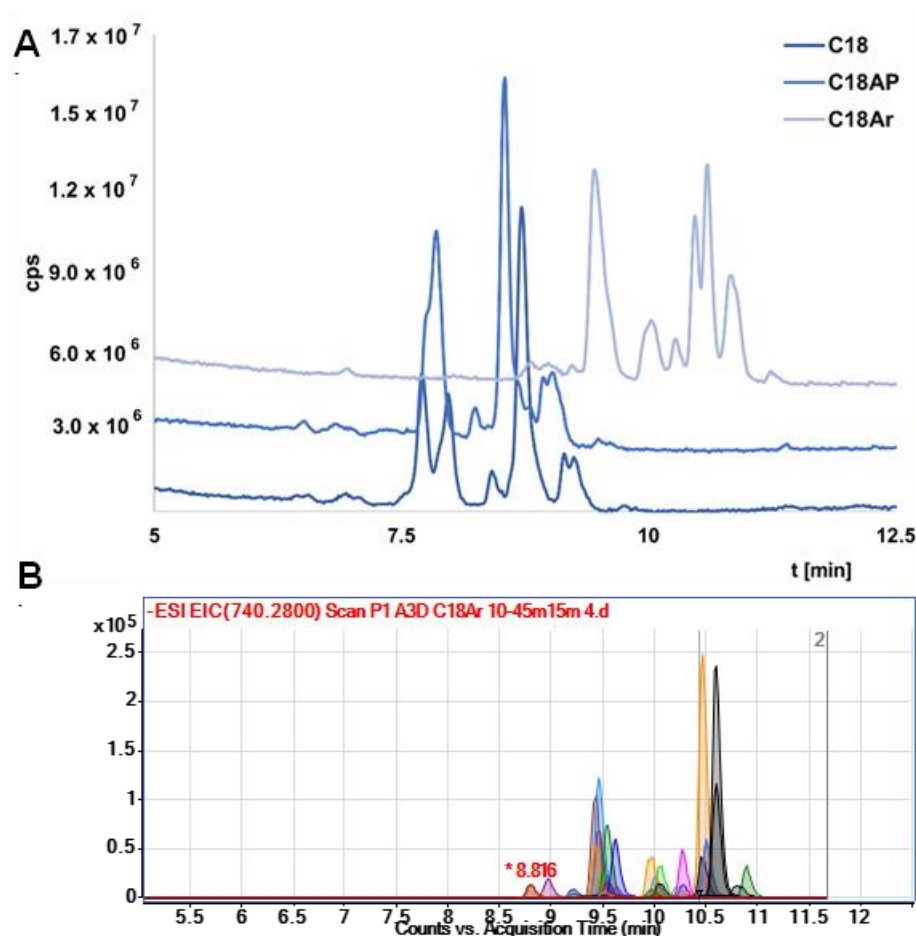 A
1.7 x 10^7
1.5 x 10^7
1.2 x 10^7
9.0 x 10^6
6.0 x 10^6
3.0 x 10^6
cps
C18
C18AP
C18Ar
5
7.5
10
12.5
t [min]
B
-ESI EIC(740.2800) Scan P1 A3D C18Ar 10-45m15m 4.d
x10^5
2.5
2
1.5
1
0.5
0
2
* 8.816
5.5 6 6.5 7 7.5 8 8.5 9 9.5 10 10.5 11 11.5 12
Counts vs. Acquisition Time (min)